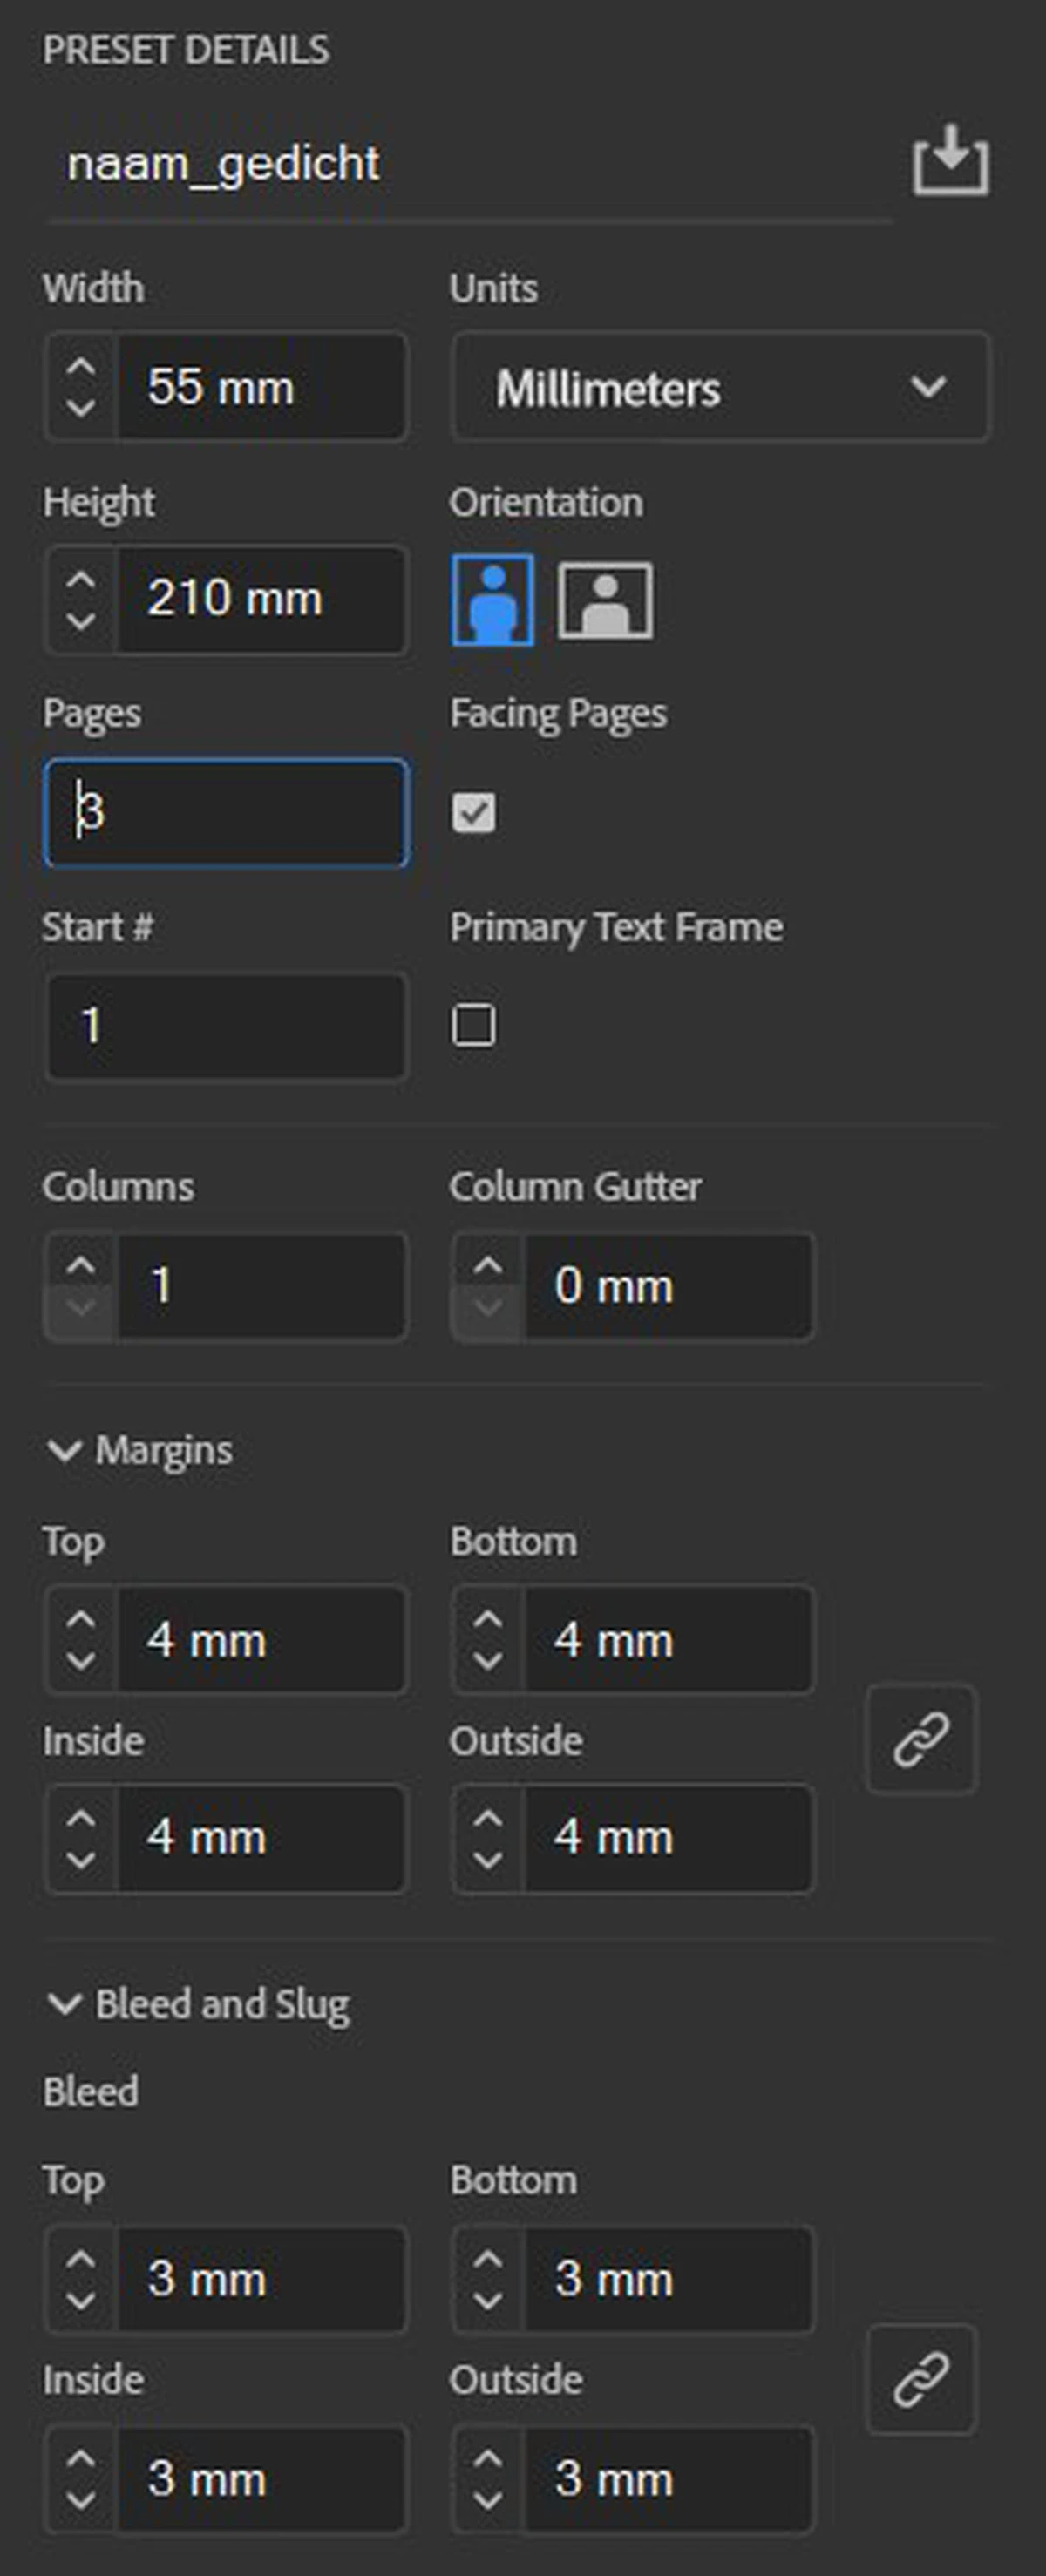 PRESET DETAILS
naam_gedicht
Width Units
55 mm Millimeters
Height Orientation
210 mm
Pages Facing Pages
3
Start # Primary Text Frame
1
Columns Column Gutter
1 0 mm
Margins
Top Bottom
4 mm 4 mm
Inside Outside
4 mm 4 mm
Bleed and Slug
Bleed
Top Bottom
3 mm 3 mm
Inside Outside
3 mm 3 mm